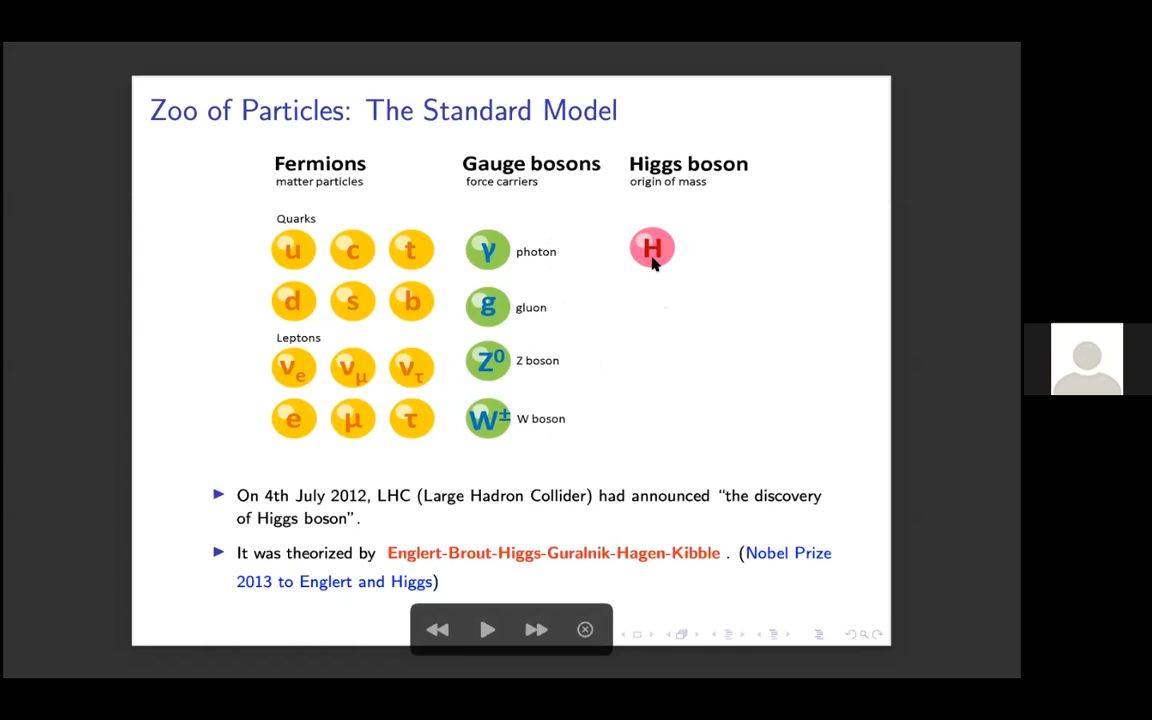 Zoo of Particles: The Standard Model
Fermions
matter particles
Gauge bosons
force carriers
Higgs boson
origin of mass
Quarks
u c t
γ photon
H
d s b
g gluon
Leptons
νe νμ ντ
Z⁰ Z boson
e μ τ
W± W boson
On 4th July 2012, LHC (Large Hadron Collider) had announced “the discovery
of Higgs boson”.
It was theorized by Englert-Brout-Higgs-Guralnik-Hagen-Kibble . (Nobel Prize
2013 to Englert and Higgs)